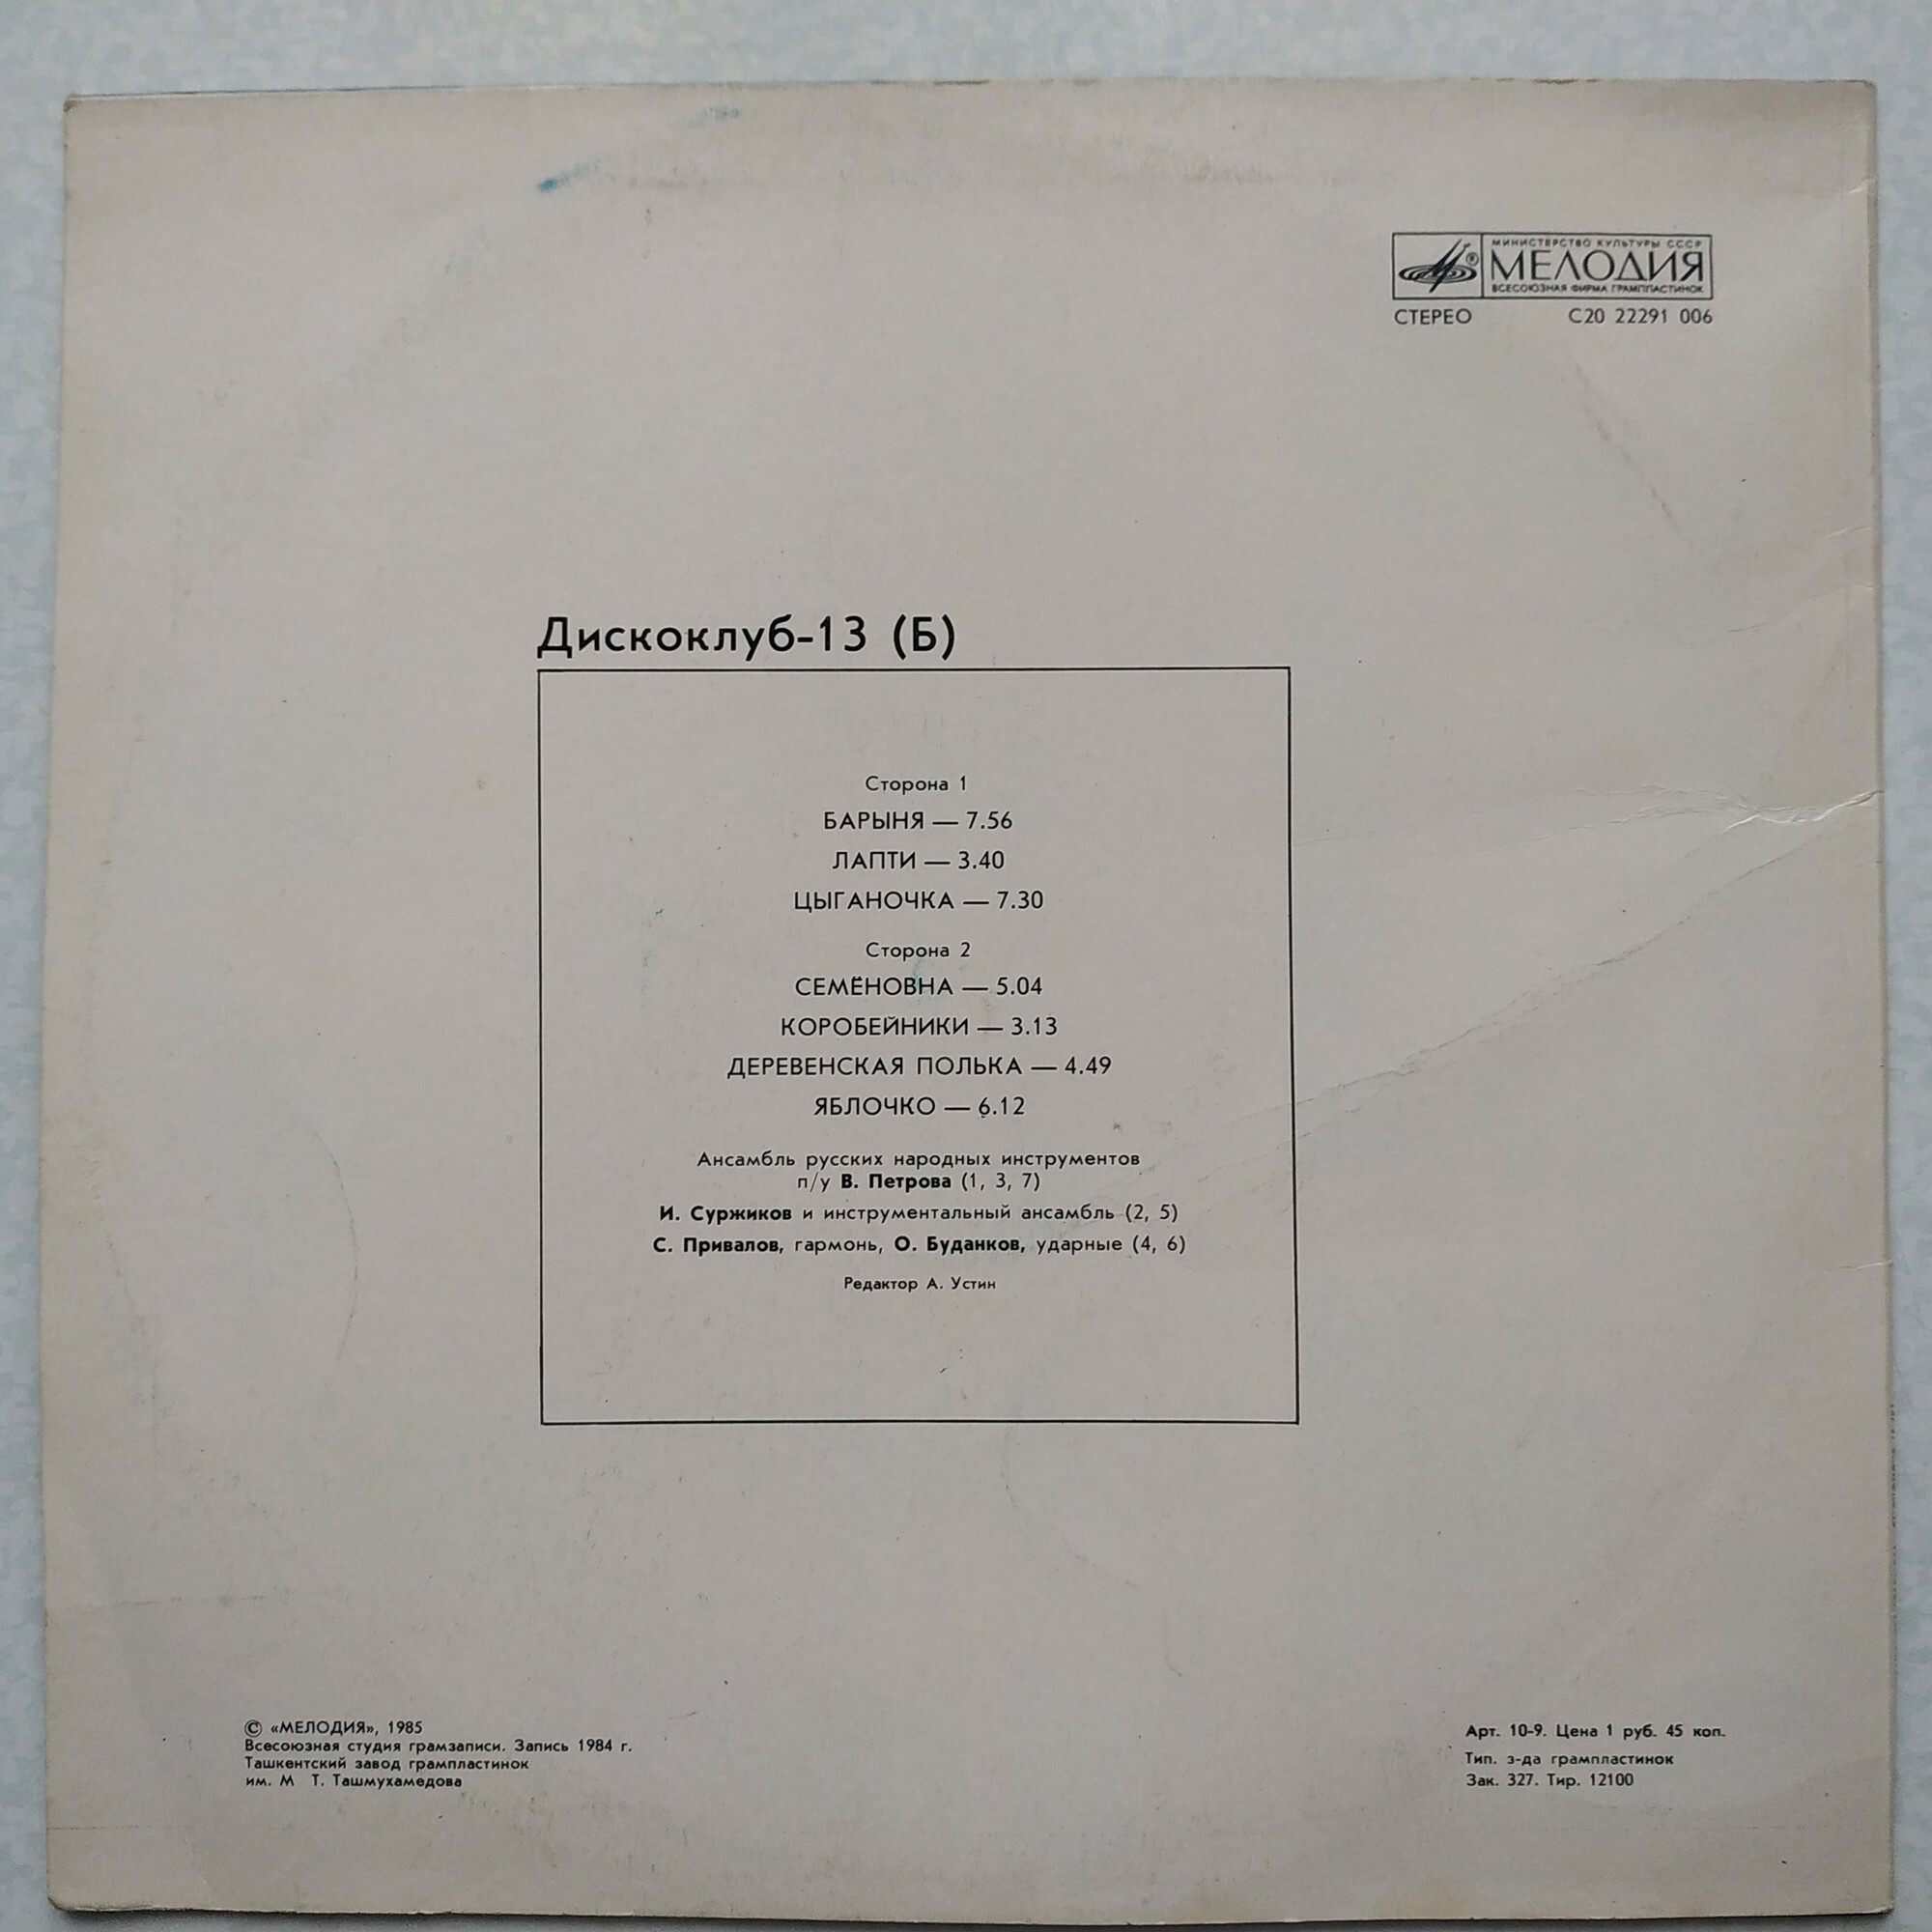 МИНИСТЕРСТВО КУЛЬТУРЫ СССР
МЕЛОДИЯ
ВСЕСОЮЗНАЯ ФИРМА ГРАМПЛАСТИНОК
СТЕРЕО С20 22291 006
Дискоклуб-13 (Б)
Сторона 1
БАРЫНЯ — 7.56
ЛАПТИ — 3.40
ЦЫГАНОЧКА — 7.30
Сторона 2
СЕМЁНОВНА — 5.04
КОРОБЕЙНИКИ — 3.13
ДЕРЕВЕНСКАЯ ПОЛЬКА — 4.49
ЯБЛОЧКО — 6.12
Ансамбль русских народных инструментов
п/у В. Петрова (1, 3, 7)
И. Суржиков и инструментальный ансамбль (2, 5)
С. Привалов, гармонь, О. Буданков, ударные (4, 6)
Редактор А. Устин
© «МЕЛОДИЯ», 1985
Всесоюзная студия грамзаписи. Запись 1984 г.
Ташкентский завод грампластинок
им. М Т. Ташмухамедова
Арт. 10-9. Цена 1 руб. 45 коп.
Тип. з-да грампластинок
Зак. 327. Тир. 12100